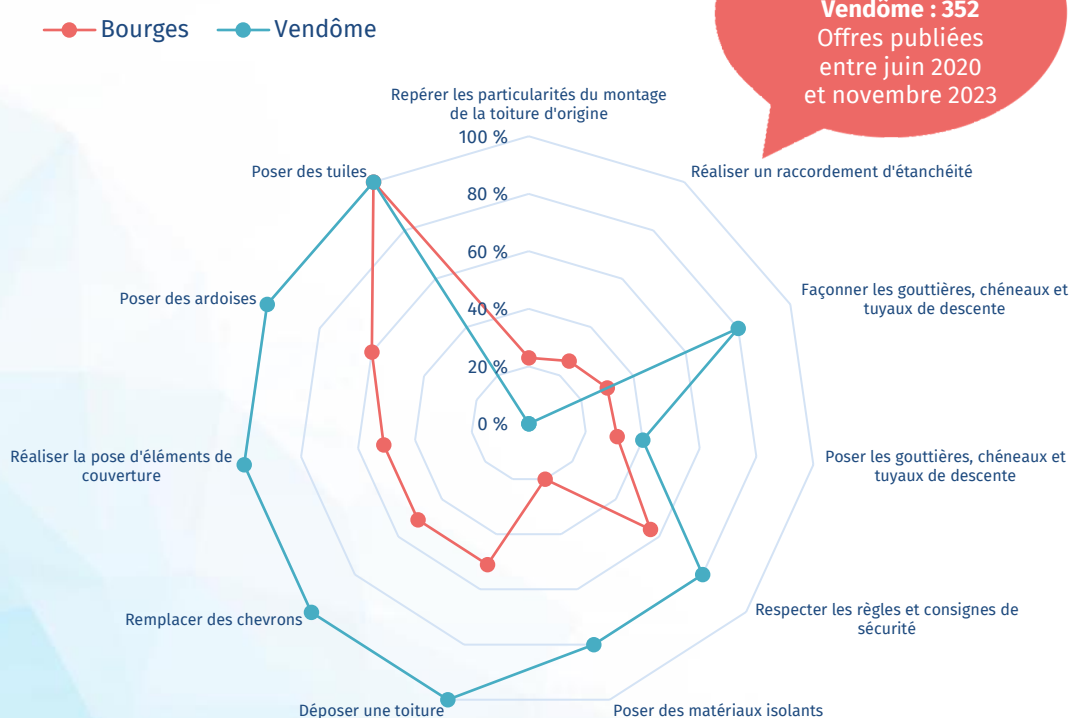 Bourges
Vendôme
Vendôme : 352
Offres publiées
entre juin 2020
et novembre 2023
Repérer les particularités du montage
de la toiture d'origine
100 %
80 %
60 %
40 %
20 %
0 %
Réaliser un raccordement d'étanchéité
Façonner les gouttières, chéneaux et
tuyaux de descente
Poser les gouttières, chéneaux et
tuyaux de descente
Respecter les règles et consignes de
sécurité
Poser des matériaux isolants
Déposer une toiture
Remplacer des chevrons
Réaliser la pose d'éléments de
couverture
Poser des ardoises
Poser des tuiles